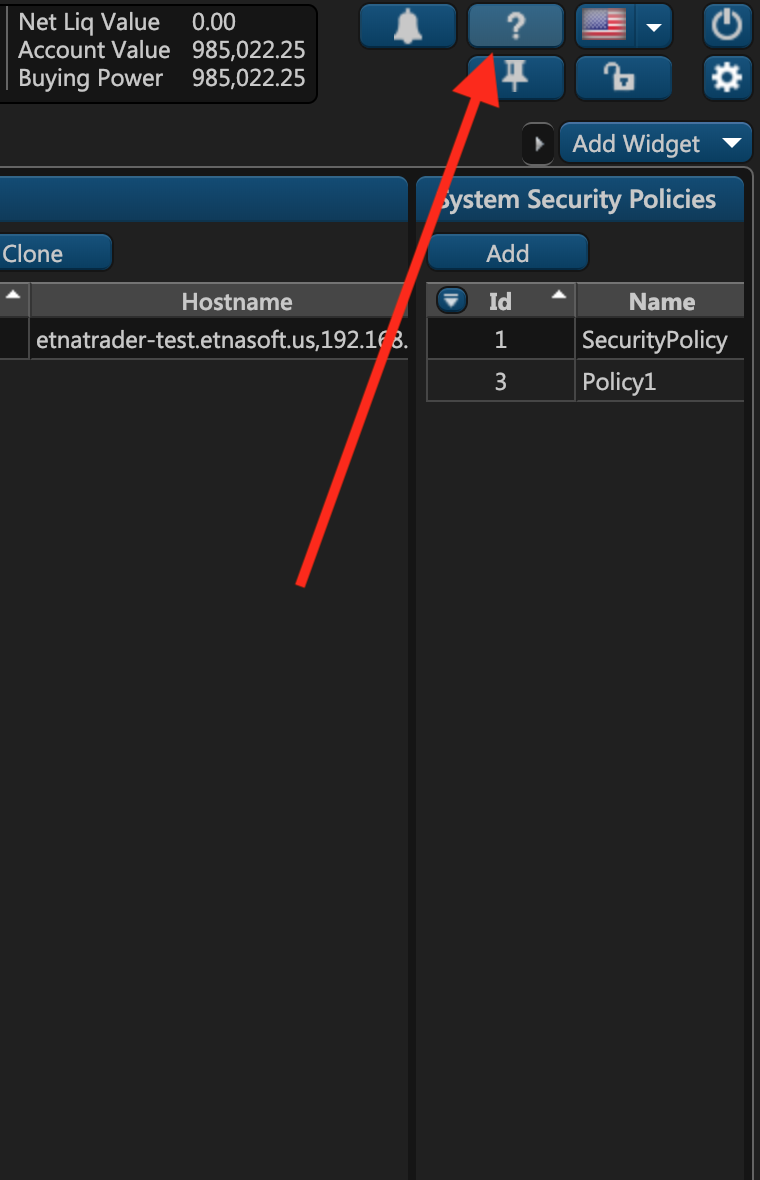 Net Liq Value 0.00
Account Value 985,022.25
Buying Power 985,022.25
?
Add Widget
System Security Policies
Clone
Add
Hostname
Id Name
etnatrader-test.etnasoft.us,192.168.
1 SecurityPolicy
3 Policy1